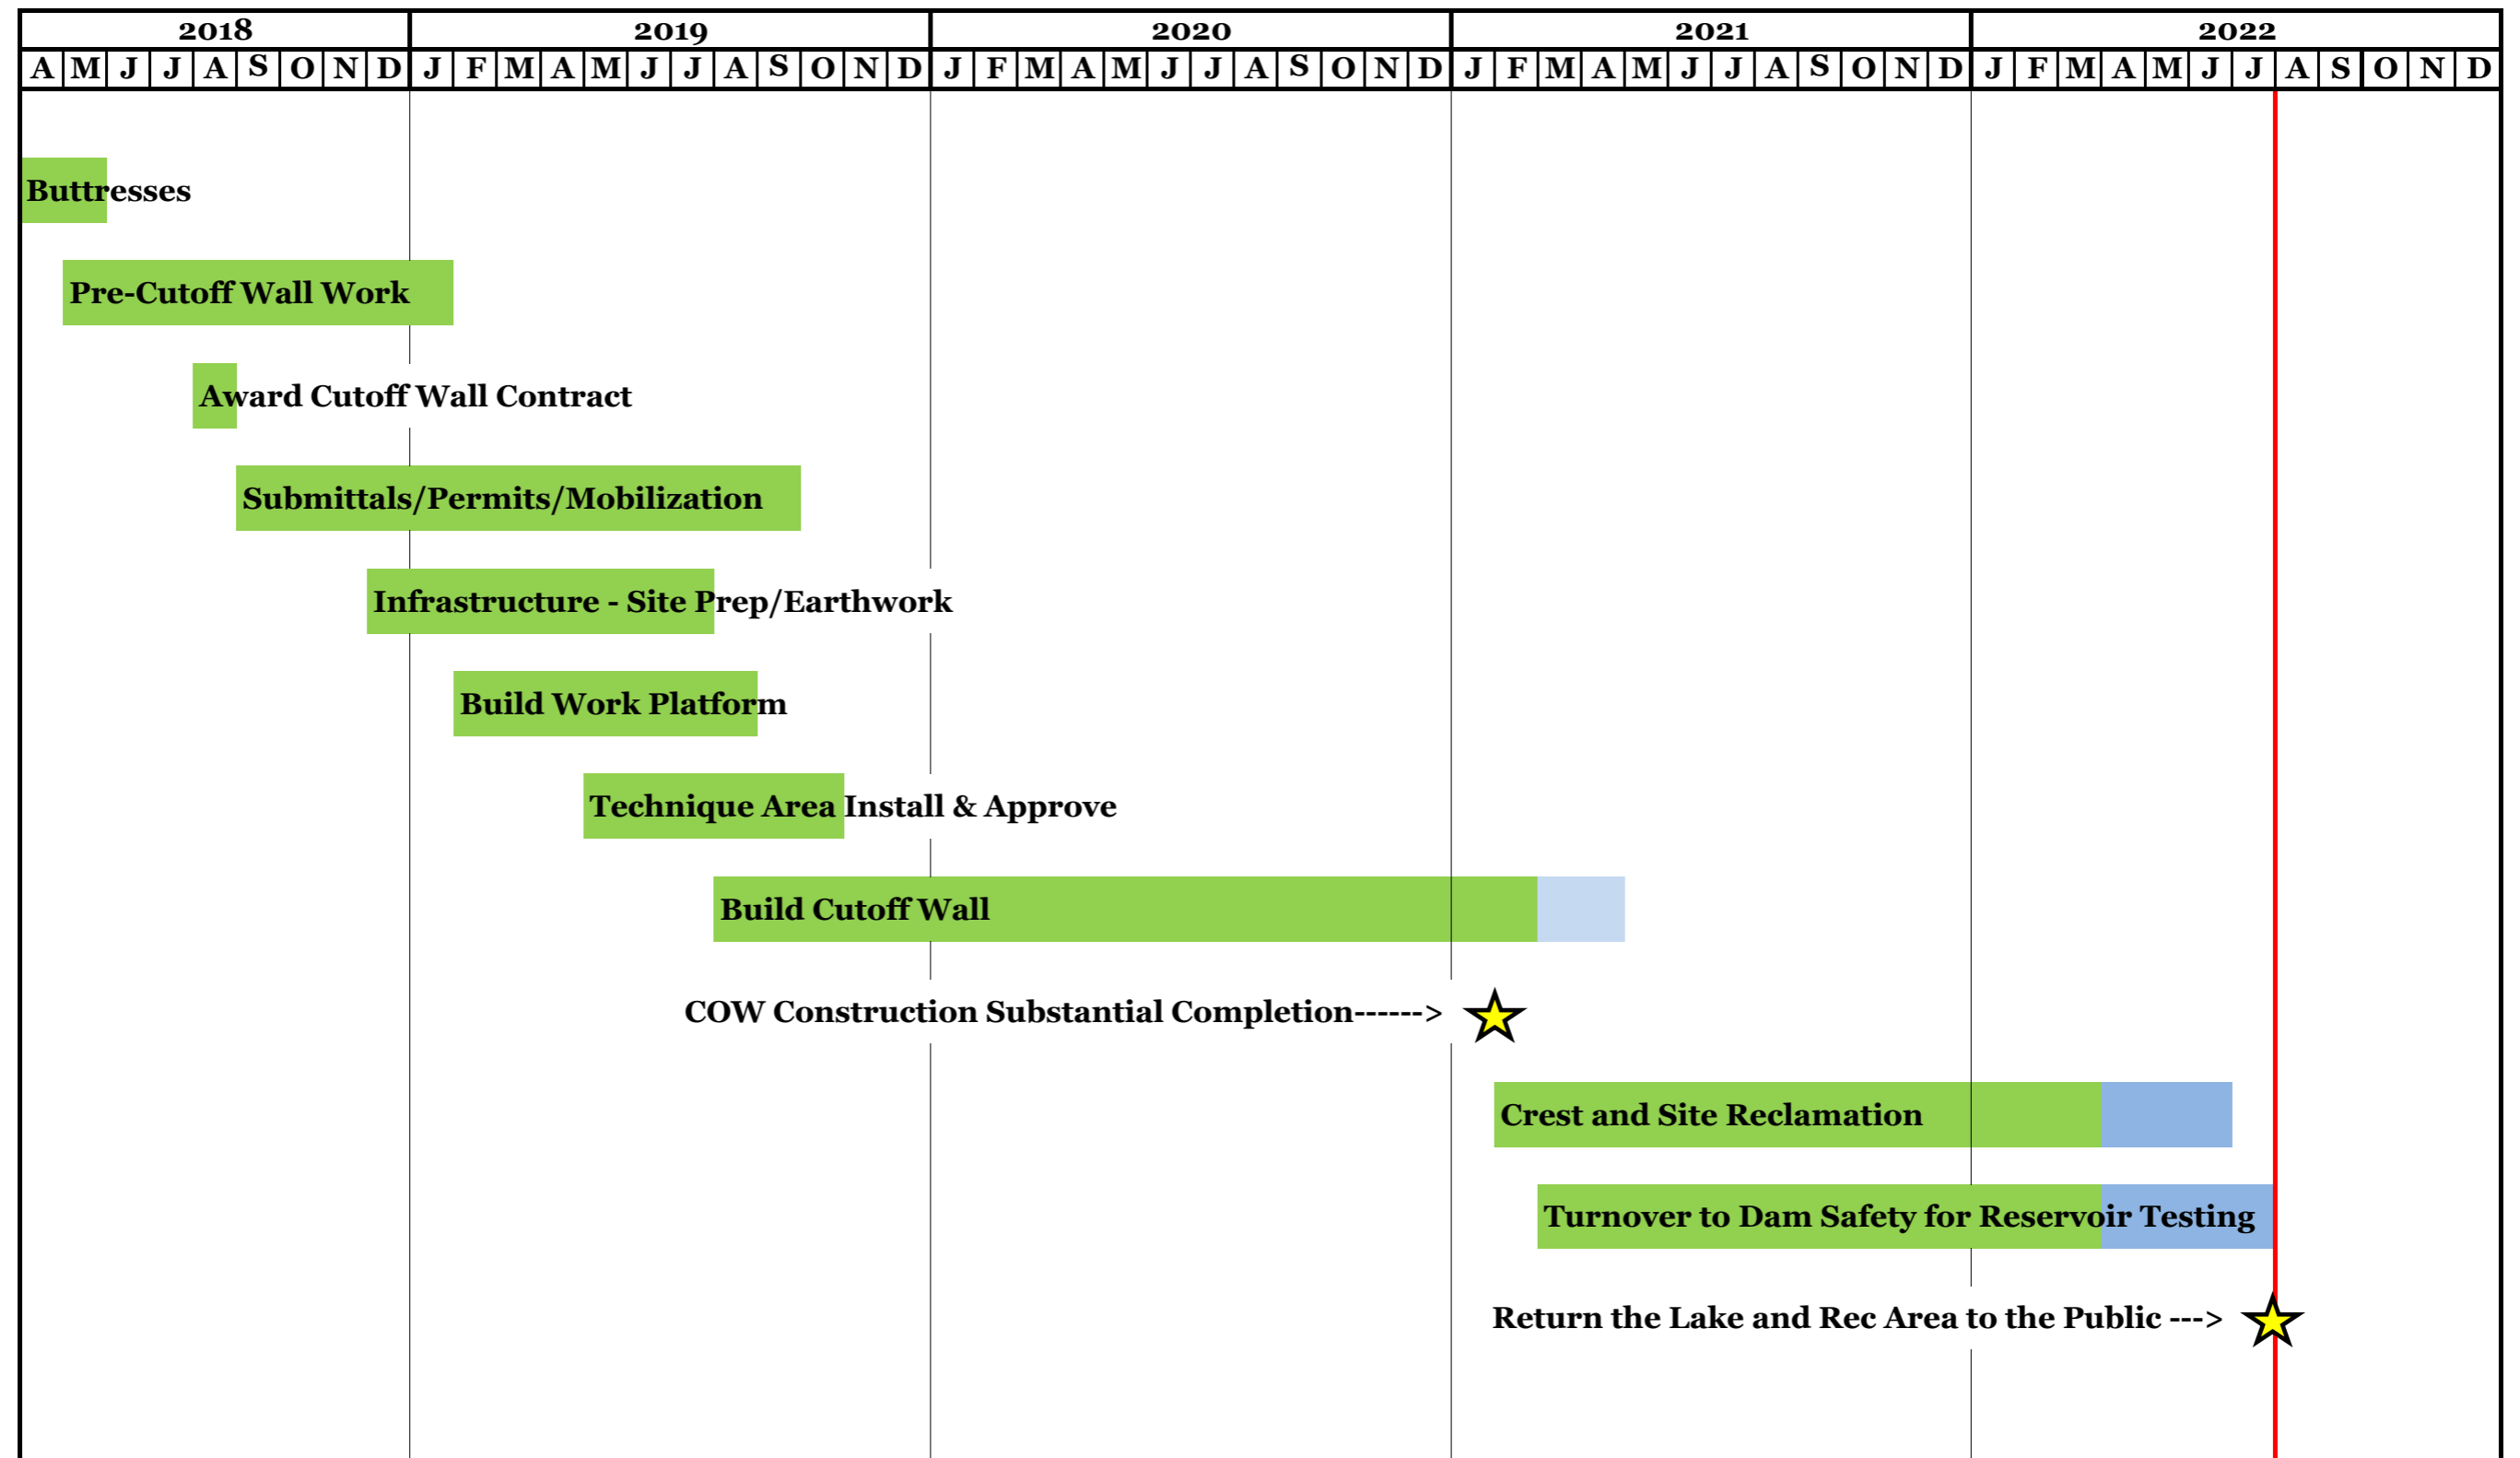 2018 2019 2020 2021 2022
A M J J A S O N D J F M A M J J A S O N D J F M A M J J A S O N D J F M A M J J A S O N D J F M A M J J A S O N D
Buttresses
Pre-Cutoff Wall Work
Award Cutoff Wall Contract
Submittals/Permits/Mobilization
Infrastructure - Site Prep/Earthwork
Build Work Platform
Technique Area Install & Approve
Build Cutoff Wall
COW Construction Substantial Completion------>
Crest and Site Reclamation
Turnover to Dam Safety for Reservoir Testing
Return the Lake and Rec Area to the Public --->